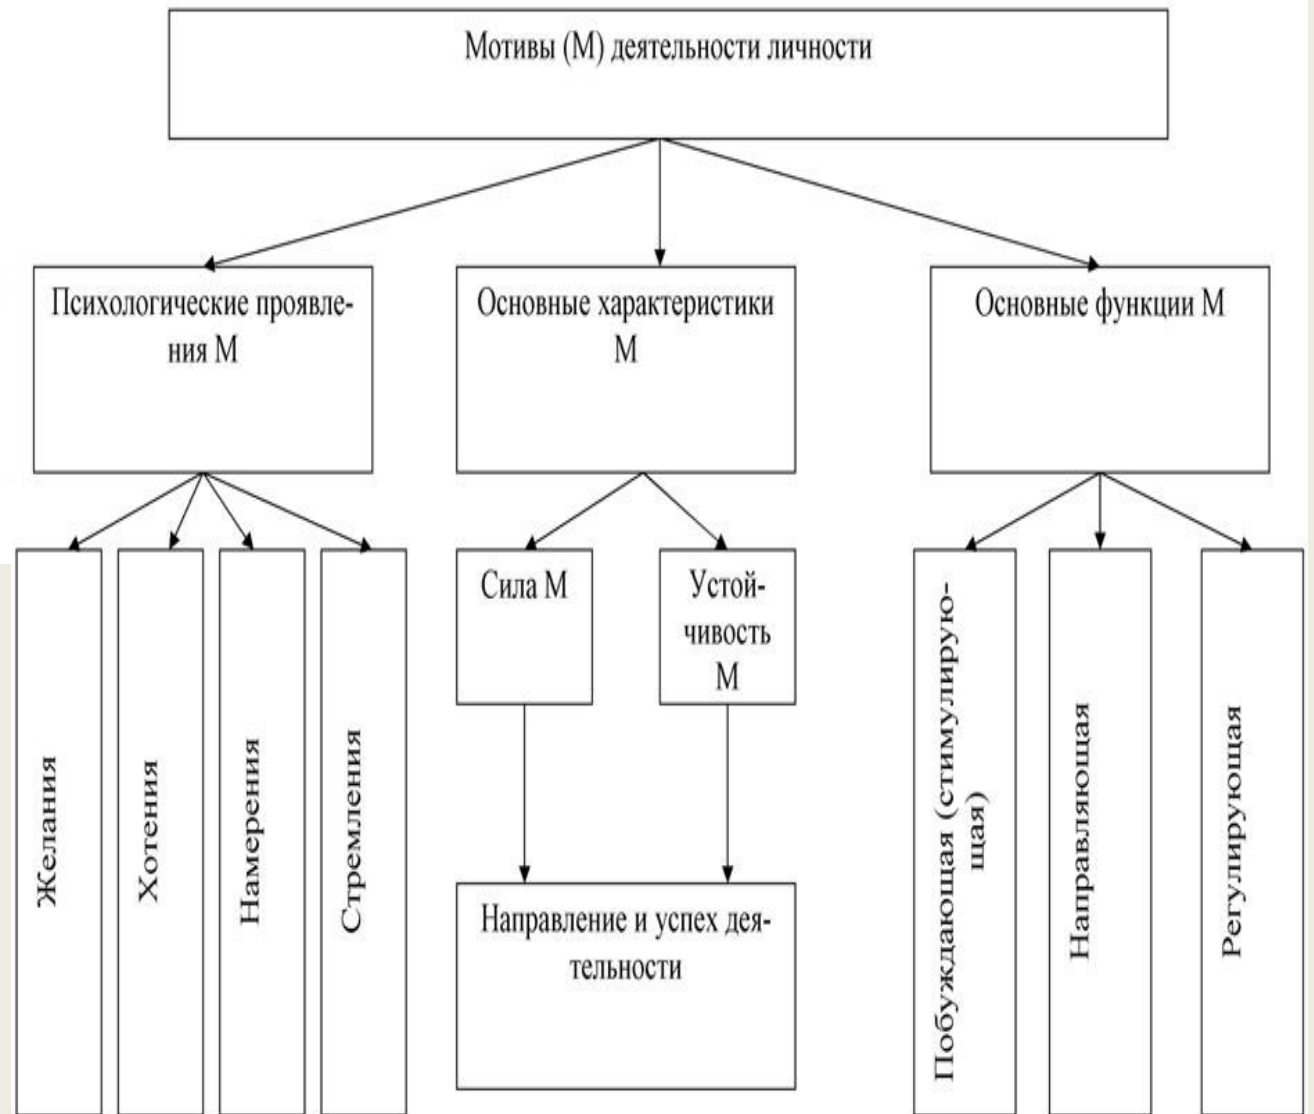 Мотивы (М) деятельности личности
Психологические проявле-
ния М
Основные характеристики
М
Основные функции М
Желания
Хотения
Намерения
Стремления
Сила М
Устой-
чивость
М
Направление и успех дея-
тельности
Побуждающая (стимулирую-
щая)
Направляющая
Регулирующая